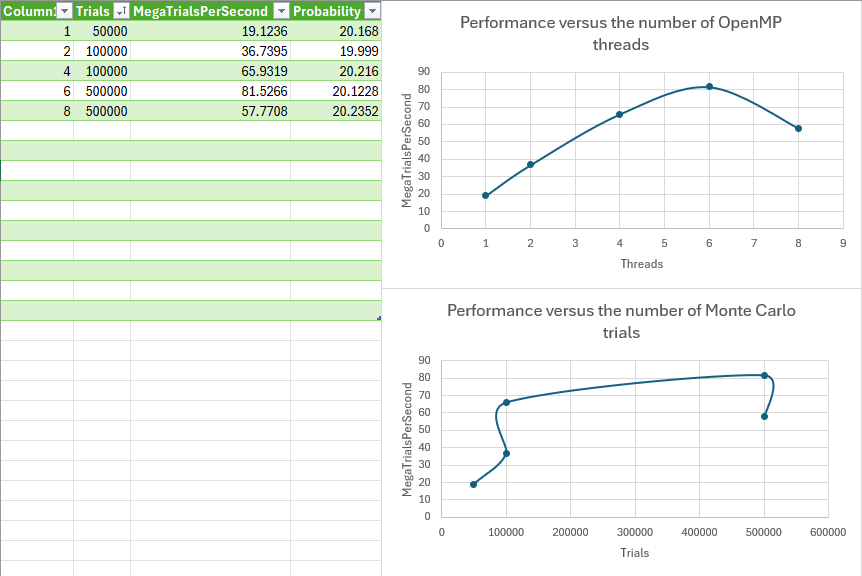 Column1 Trials MegaTrialsPerSecond Probability
1 50000 19.1236 20.168
2 100000 36.7395 19.999
4 100000 65.9319 20.216
6 500000 81.5266 20.1228
8 500000 57.7708 20.2352
Performance versus the number of OpenMP
threads
MegaTrialsPerSecond
90
80
70
60
50
40
30
20
10
0
0 1 2 3 4 5 6 7 8 9
Threads
Performance versus the number of Monte Carlo
trials
MegaTrialsPerSecond
90
80
70
60
50
40
30
20
10
0
0 100000 200000 300000 400000 500000 600000
Trials